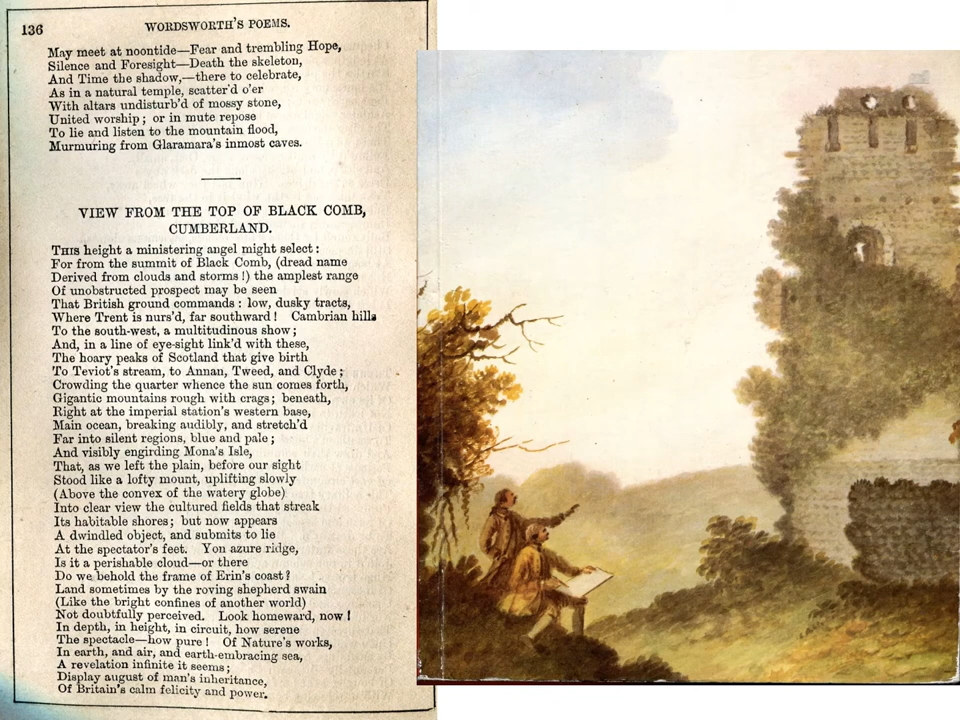 136 WORDSWORTH'S POEMS.
May meet at noontide—Fear and trembling Hope,
Silence and Foresight—Death the skeleton,
And Time the shadow,—there to celebrate,
As in a natural temple, scatter'd o'er
With altars undisturb'd of mossy stone,
United worship; or in mute repose
To lie and listen to the mountain flood,
Murmuring from Glaramara's inmost caves.
VIEW FROM THE TOP OF BLACK COMB,
CUMBERLAND.
THIS height a ministering angel might select:
For from the summit of Black Comb, (dread name
Derived from clouds and storms!) the amplest range
Of unobstructed prospect may be seen
That British ground commands: low, dusky tracts,
Where Trent is nurs'd, far southward! Cambrian hills
To the south-west, a multitudinous show;
And, in a line of eye-sight link'd with these,
The hoary peaks of Scotland that give birth
To Teviot's stream, to Annan, Tweed, and Clyde;
Crowding the quarter whence the sun comes forth,
Gigantic mountains rough with crags; beneath,
Right at the imperial station's western base,
Main ocean, breaking audibly, and stretch'd
Far into silent regions, blue and pale;
And visibly engirding Mona's Isle,
That, as we left the plain, before our sight
Stood like a lofty mount, uplifting slowly
(Above the convex of the watery globe)
Into clear view the cultured fields that streak
Its habitable shores; but now appears
A dwindled object, and submits to lie
At the spectator's feet. Yon azure ridge,
Is it a perishable cloud—or there
Do we behold the frame of Erin's coast?
Land sometimes by the roving shepherd swain
(Like the bright confines of another world)
Not doubtfully perceived. Look homeward, now!
In depth, in height, in circuit, how serene
The spectacle—how pure! Of Nature's works,
In earth, and air, and earth-embracing sea,
A revelation infinite it seems;
Display august of man's inheritance,
Of Britain's calm felicity and power.